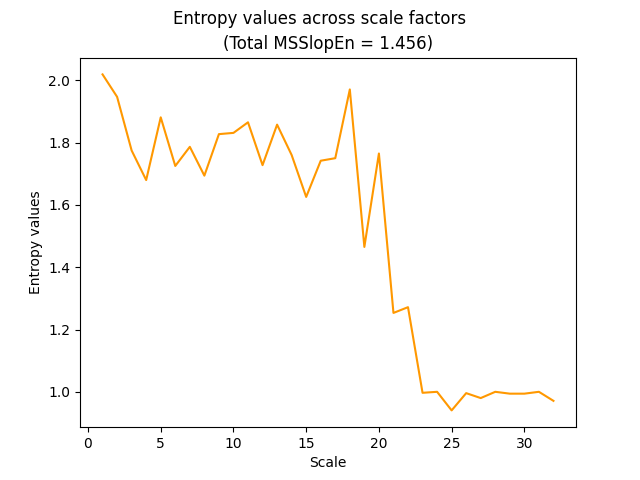 Entropy values across scale factors
(Total MSSlopEn = 1.456)
2.0
1.8
1.6
1.4
1.2
1.0
Entropy values
0 5 10 15 20 25 30
Scale